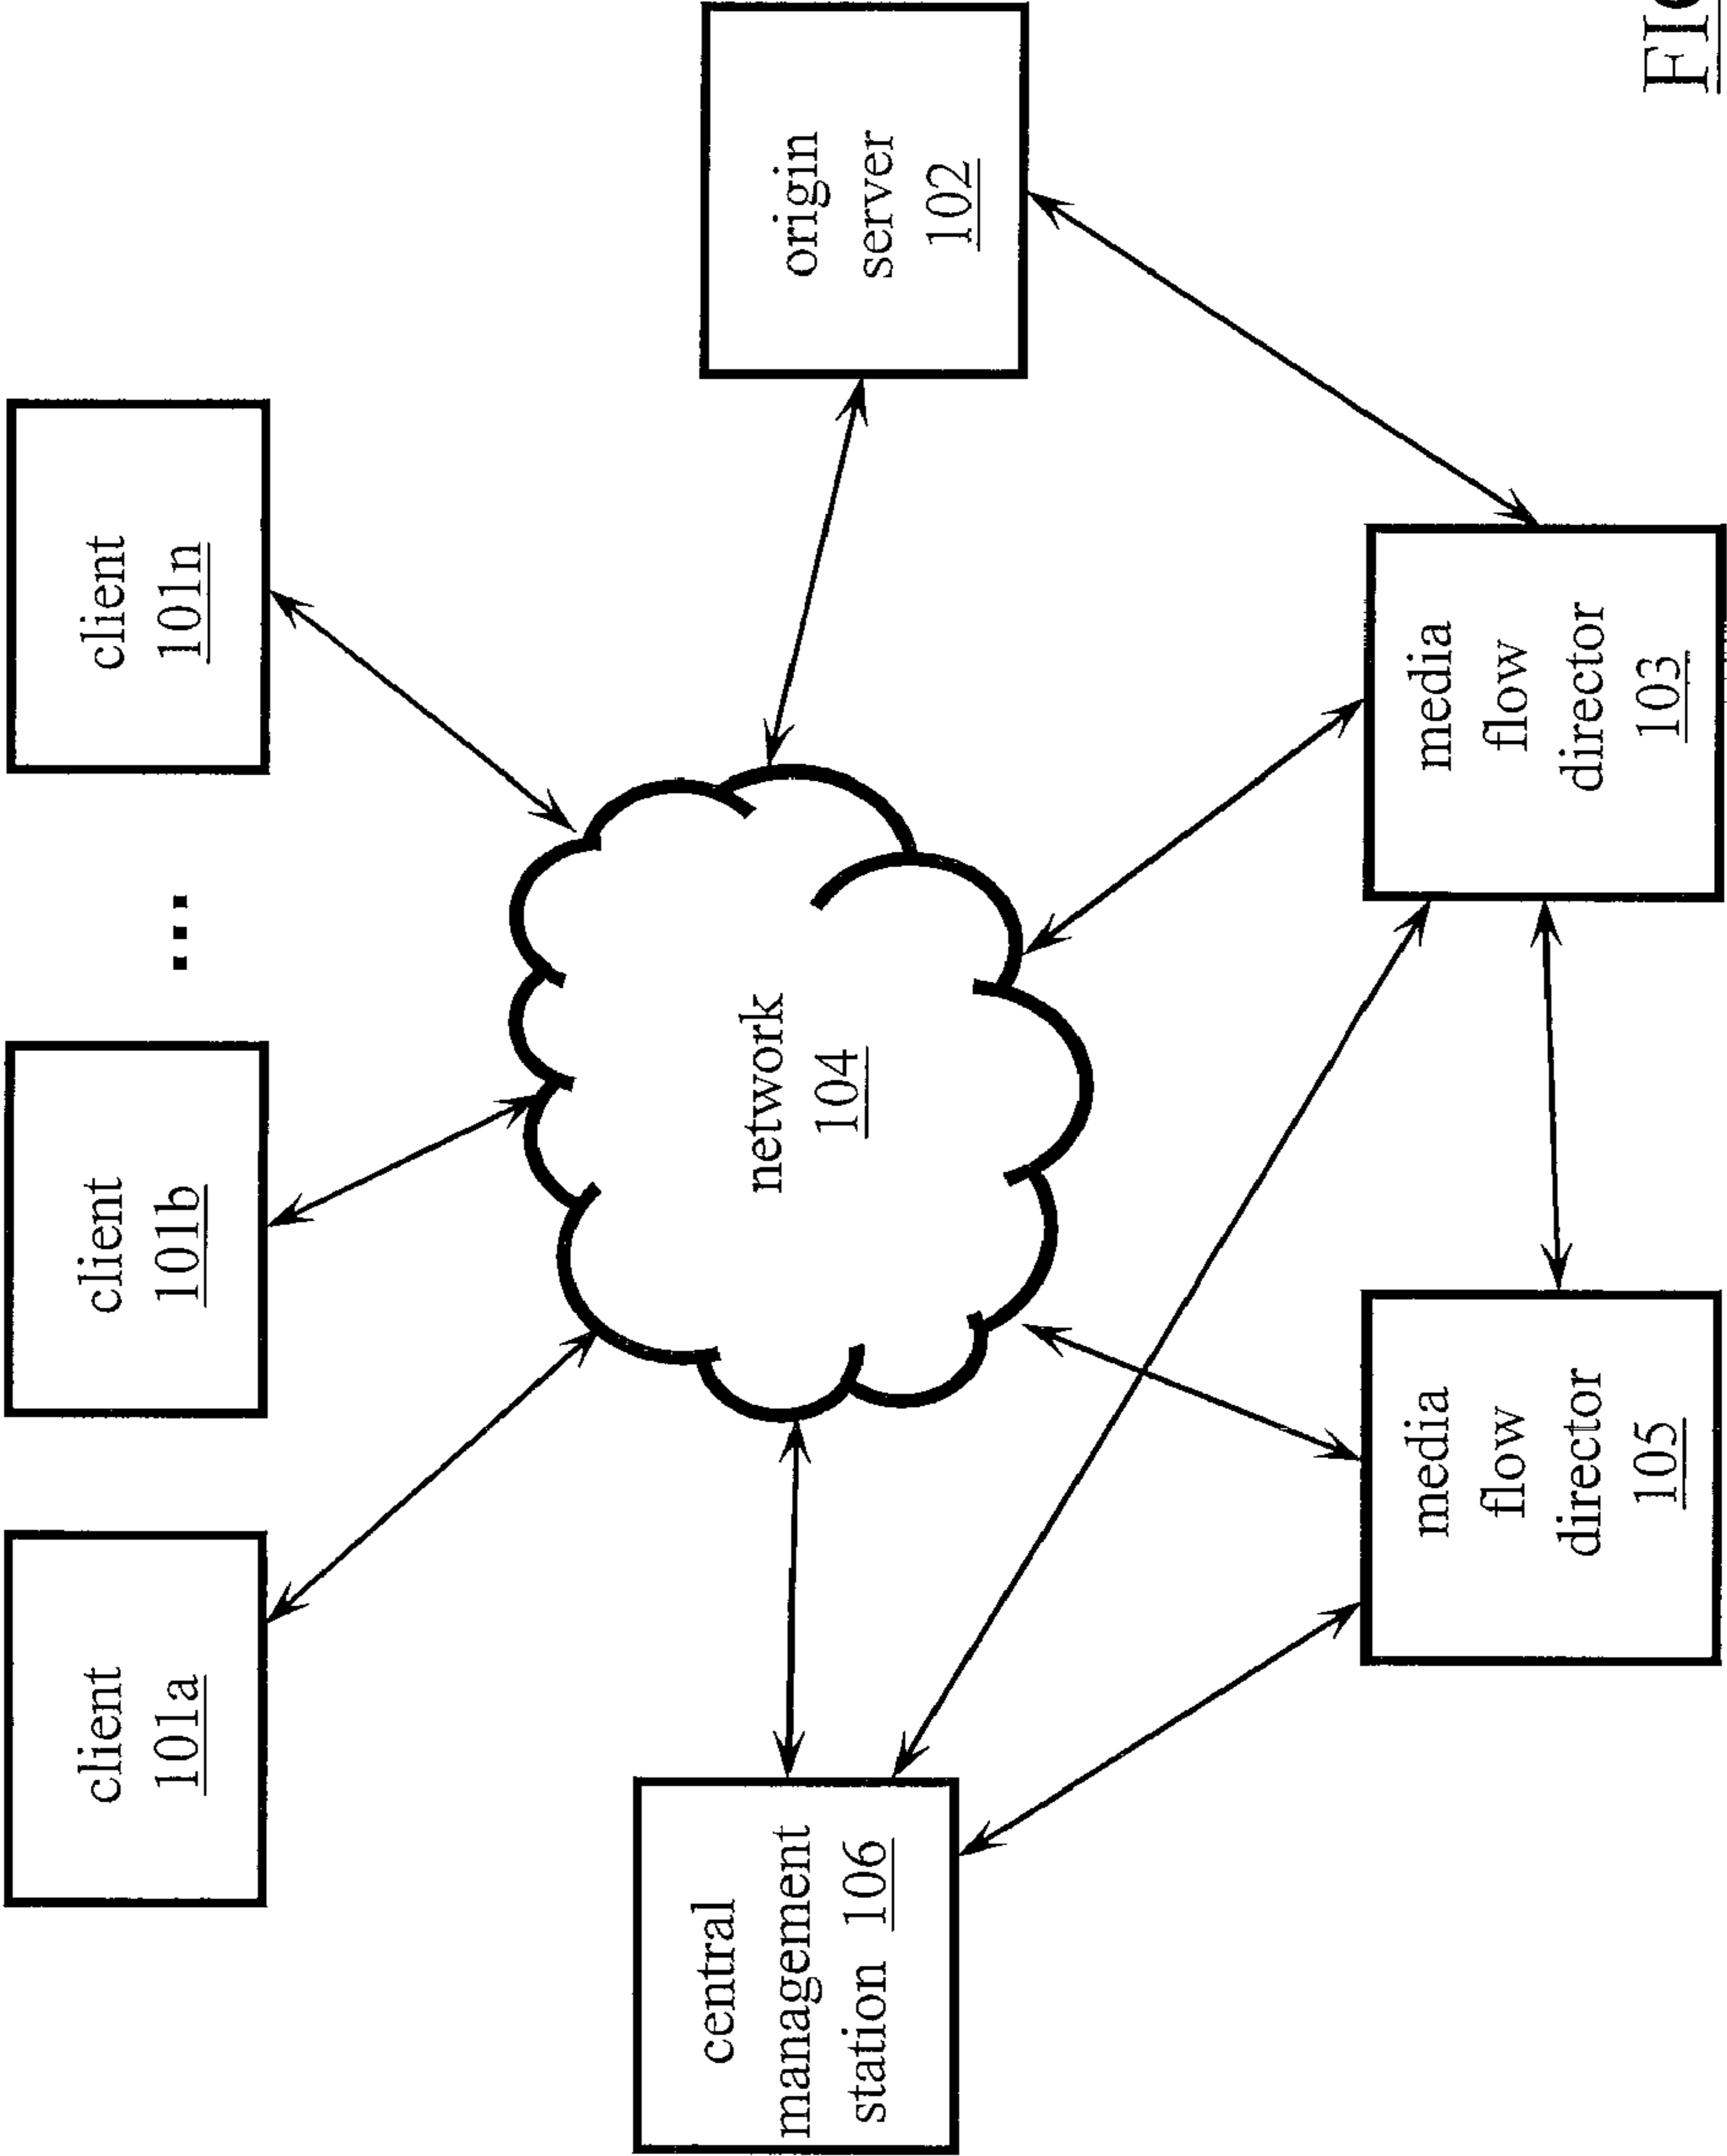 client
101a
client
101b
...
client
101n
central
management
station 106
network
104
origin
server
102
media
flow
director
105
media
flow
director
103
FIG